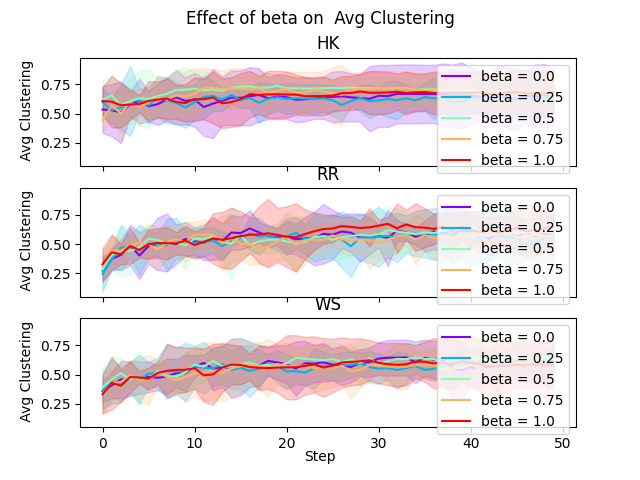 Effect of beta on  Avg Clustering
HK
Avg Clustering
0.75
0.50
0.25
beta = 0.0
beta = 0.25
beta = 0.5
beta = 0.75
beta = 1.0
RR
Avg Clustering
0.75
0.50
0.25
beta = 0.0
beta = 0.25
beta = 0.5
beta = 0.75
beta = 1.0
WS
Avg Clustering
0.75
0.50
0.25
beta = 0.0
beta = 0.25
beta = 0.5
beta = 0.75
beta = 1.0
0 10 20 30 40 50
Step